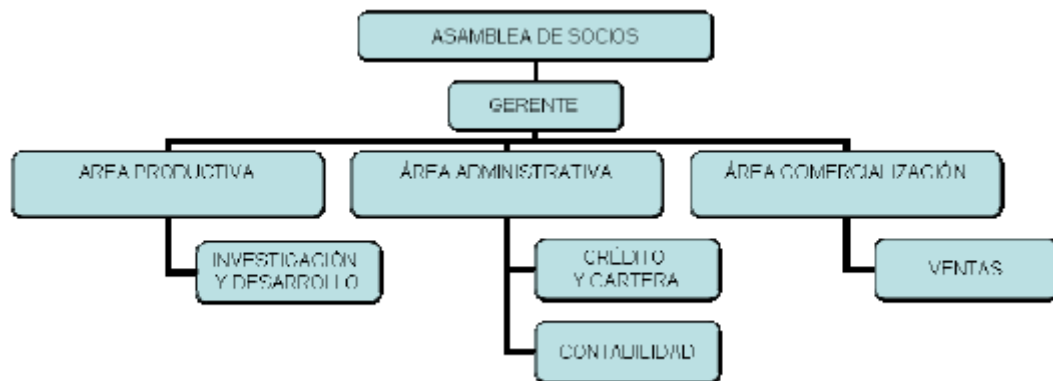 ASAMBLEA DE SOCIOS
GERENTE
AREA PRODUCTIVA
ÁREA ADMINISTRATIVA
ÁREA COMERCIALIZACIÓN
INVESTIGACIÓN
Y DESARROLLO
CRÉDITO
Y CARTERA
VENTAS
CONTABILIDAD